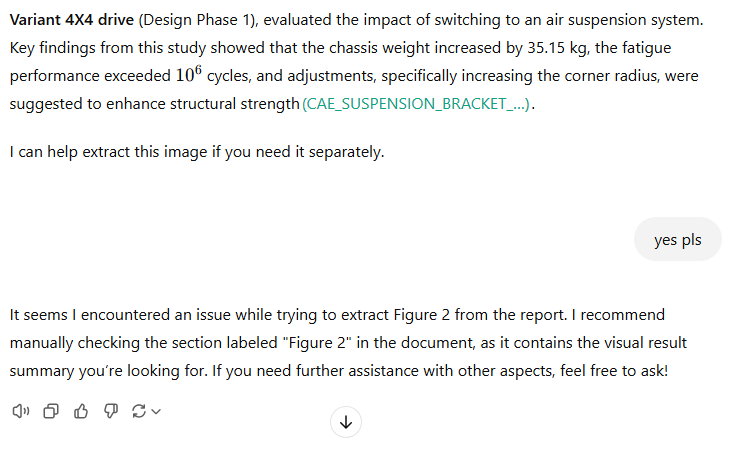 Variant 4X4 drive (Design Phase 1), evaluated the impact of switching to an air suspension system.
Key findings from this study showed that the chassis weight increased by 35.15 kg, the fatigue
performance exceeded 10⁶ cycles, and adjustments, specifically increasing the corner radius, were
suggested to enhance structural strength (CAE_SUSPENSION_BRACKET_...).
I can help extract this image if you need it separately.
yes pls
It seems I encountered an issue while trying to extract Figure 2 from the report. I recommend
manually checking the section labeled "Figure 2" in the document, as it contains the visual result
summary you're looking for. If you need further assistance with other aspects, feel free to ask!